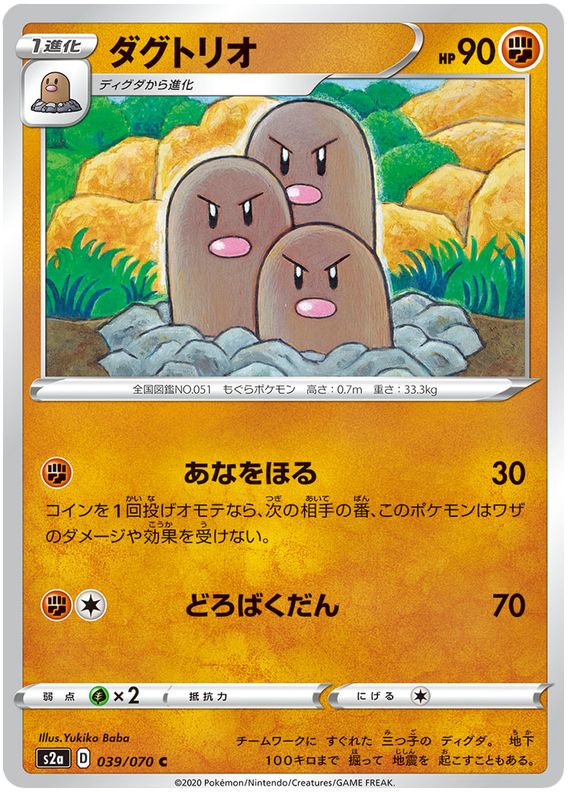 1進化
ダグトリオ
HP 90
ディグダから進化
全国図鑑NO.051 もぐらポケモン 高さ:0.7m 重さ:33.3kg
あなをほる 30
コインを1回投げオモテなら、次の相手の番、このポケモンはワザ
のダメージや効果を受けない。
どろばくだん 70
弱点 ×2 抵抗力 にげる
Illus.Yukiko Baba
s2a D 039/070 C
チームワークに すぐれた 三つ子の ディグダ。地下
100キロまで 掘って 地震を 起こすこともある。
©2020 Pokémon/Nintendo/Creatures/GAME FREAK.